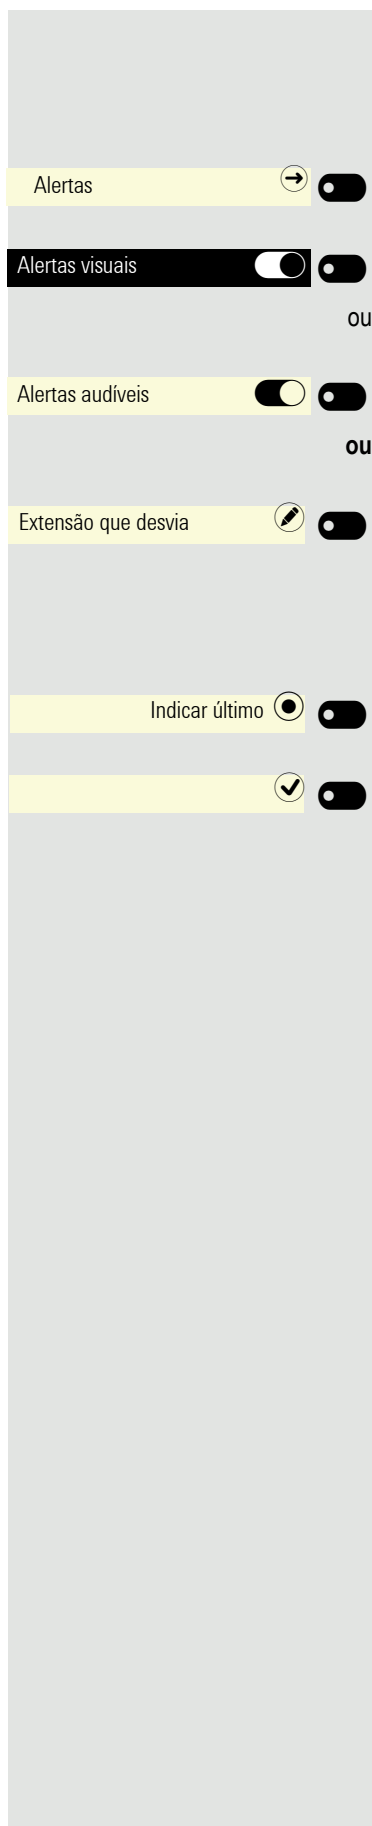 Alertas
Alertas visuais
ou
Alertas audíveis
ou
Extensão que desvia
Indicar último